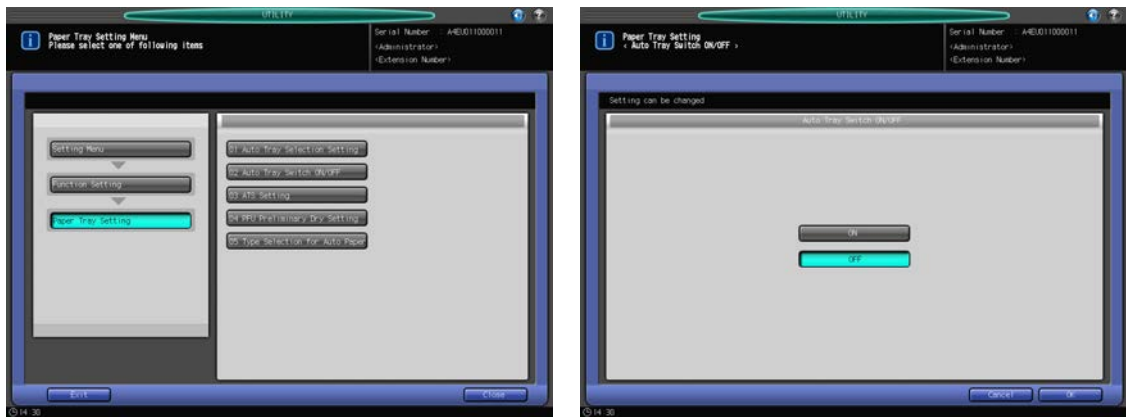 UTILITY
Paper Tray Setting Menu
Please select one of following items
Serial Number : A4EU011000011
<Administrator>
<Extension Number>
Setting Menu
Function Setting
Paper Tray Setting
01 Auto Tray Selection Setting
02 Auto Tray Switch ON/OFF
03 ATS Setting
04 PFU Preliminary Dry Setting
05 Type Selection for Auto Paper
Exit
Close
14:30
UTILITY
Paper Tray Setting
< Auto Tray Switch ON/OFF >
Serial Number : A4EU011000011
<Administrator>
<Extension Number>
Setting can be changed
Auto Tray Switch ON/OFF
ON
OFF
Cancel
OK
14:30